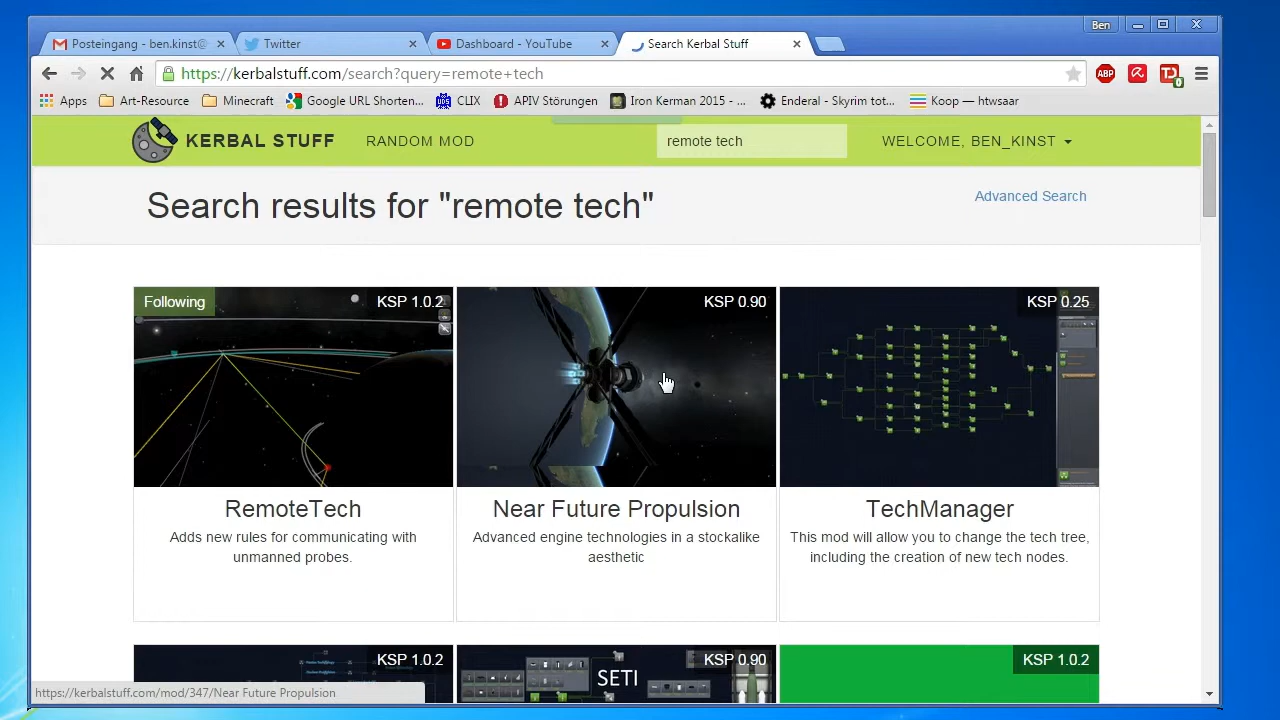 Ben
Posteingang - ben.kinst@
Twitter
Dashboard - YouTube
Search Kerbal Stuff
https://kerbalstuff.com/search?query=remote+tech
ABP
0
Apps
Art-Resource
Minecraft
Google URL Shorten...
UDS
CLIX
APIV Störungen
Iron Kerman 2015 - ...
Enderal - Skyrim tot...
Koop — htwsaar
KERBAL STUFF
RANDOM MOD
remote tech
WELCOME, BEN_KINST
Search results for "remote tech"
Advanced Search
Following
KSP 1.0.2
KSP 0.90
KSP 0.25
RemoteTech
Adds new rules for communicating with
unmanned probes.
Near Future Propulsion
Advanced engine technologies in a stockalike
aesthetic
TechManager
This mod will allow you to change the tech tree,
including the creation of new tech nodes.
KSP 1.0.2
KSP 0.90
SETI
KSP 1.0.2
https://kerbalstuff.com/mod/347/Near Future Propulsion